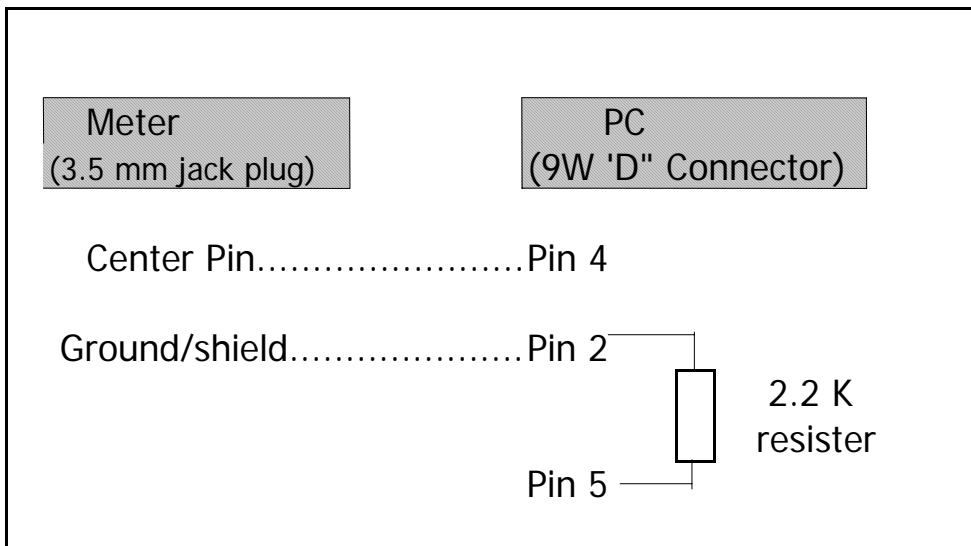 Meter
(3.5 mm jack plug)
PC
(9W 'D" Connector)
Center Pin........................Pin 4
Ground/shield.....................Pin 2
2.2 K
resister
Pin 5